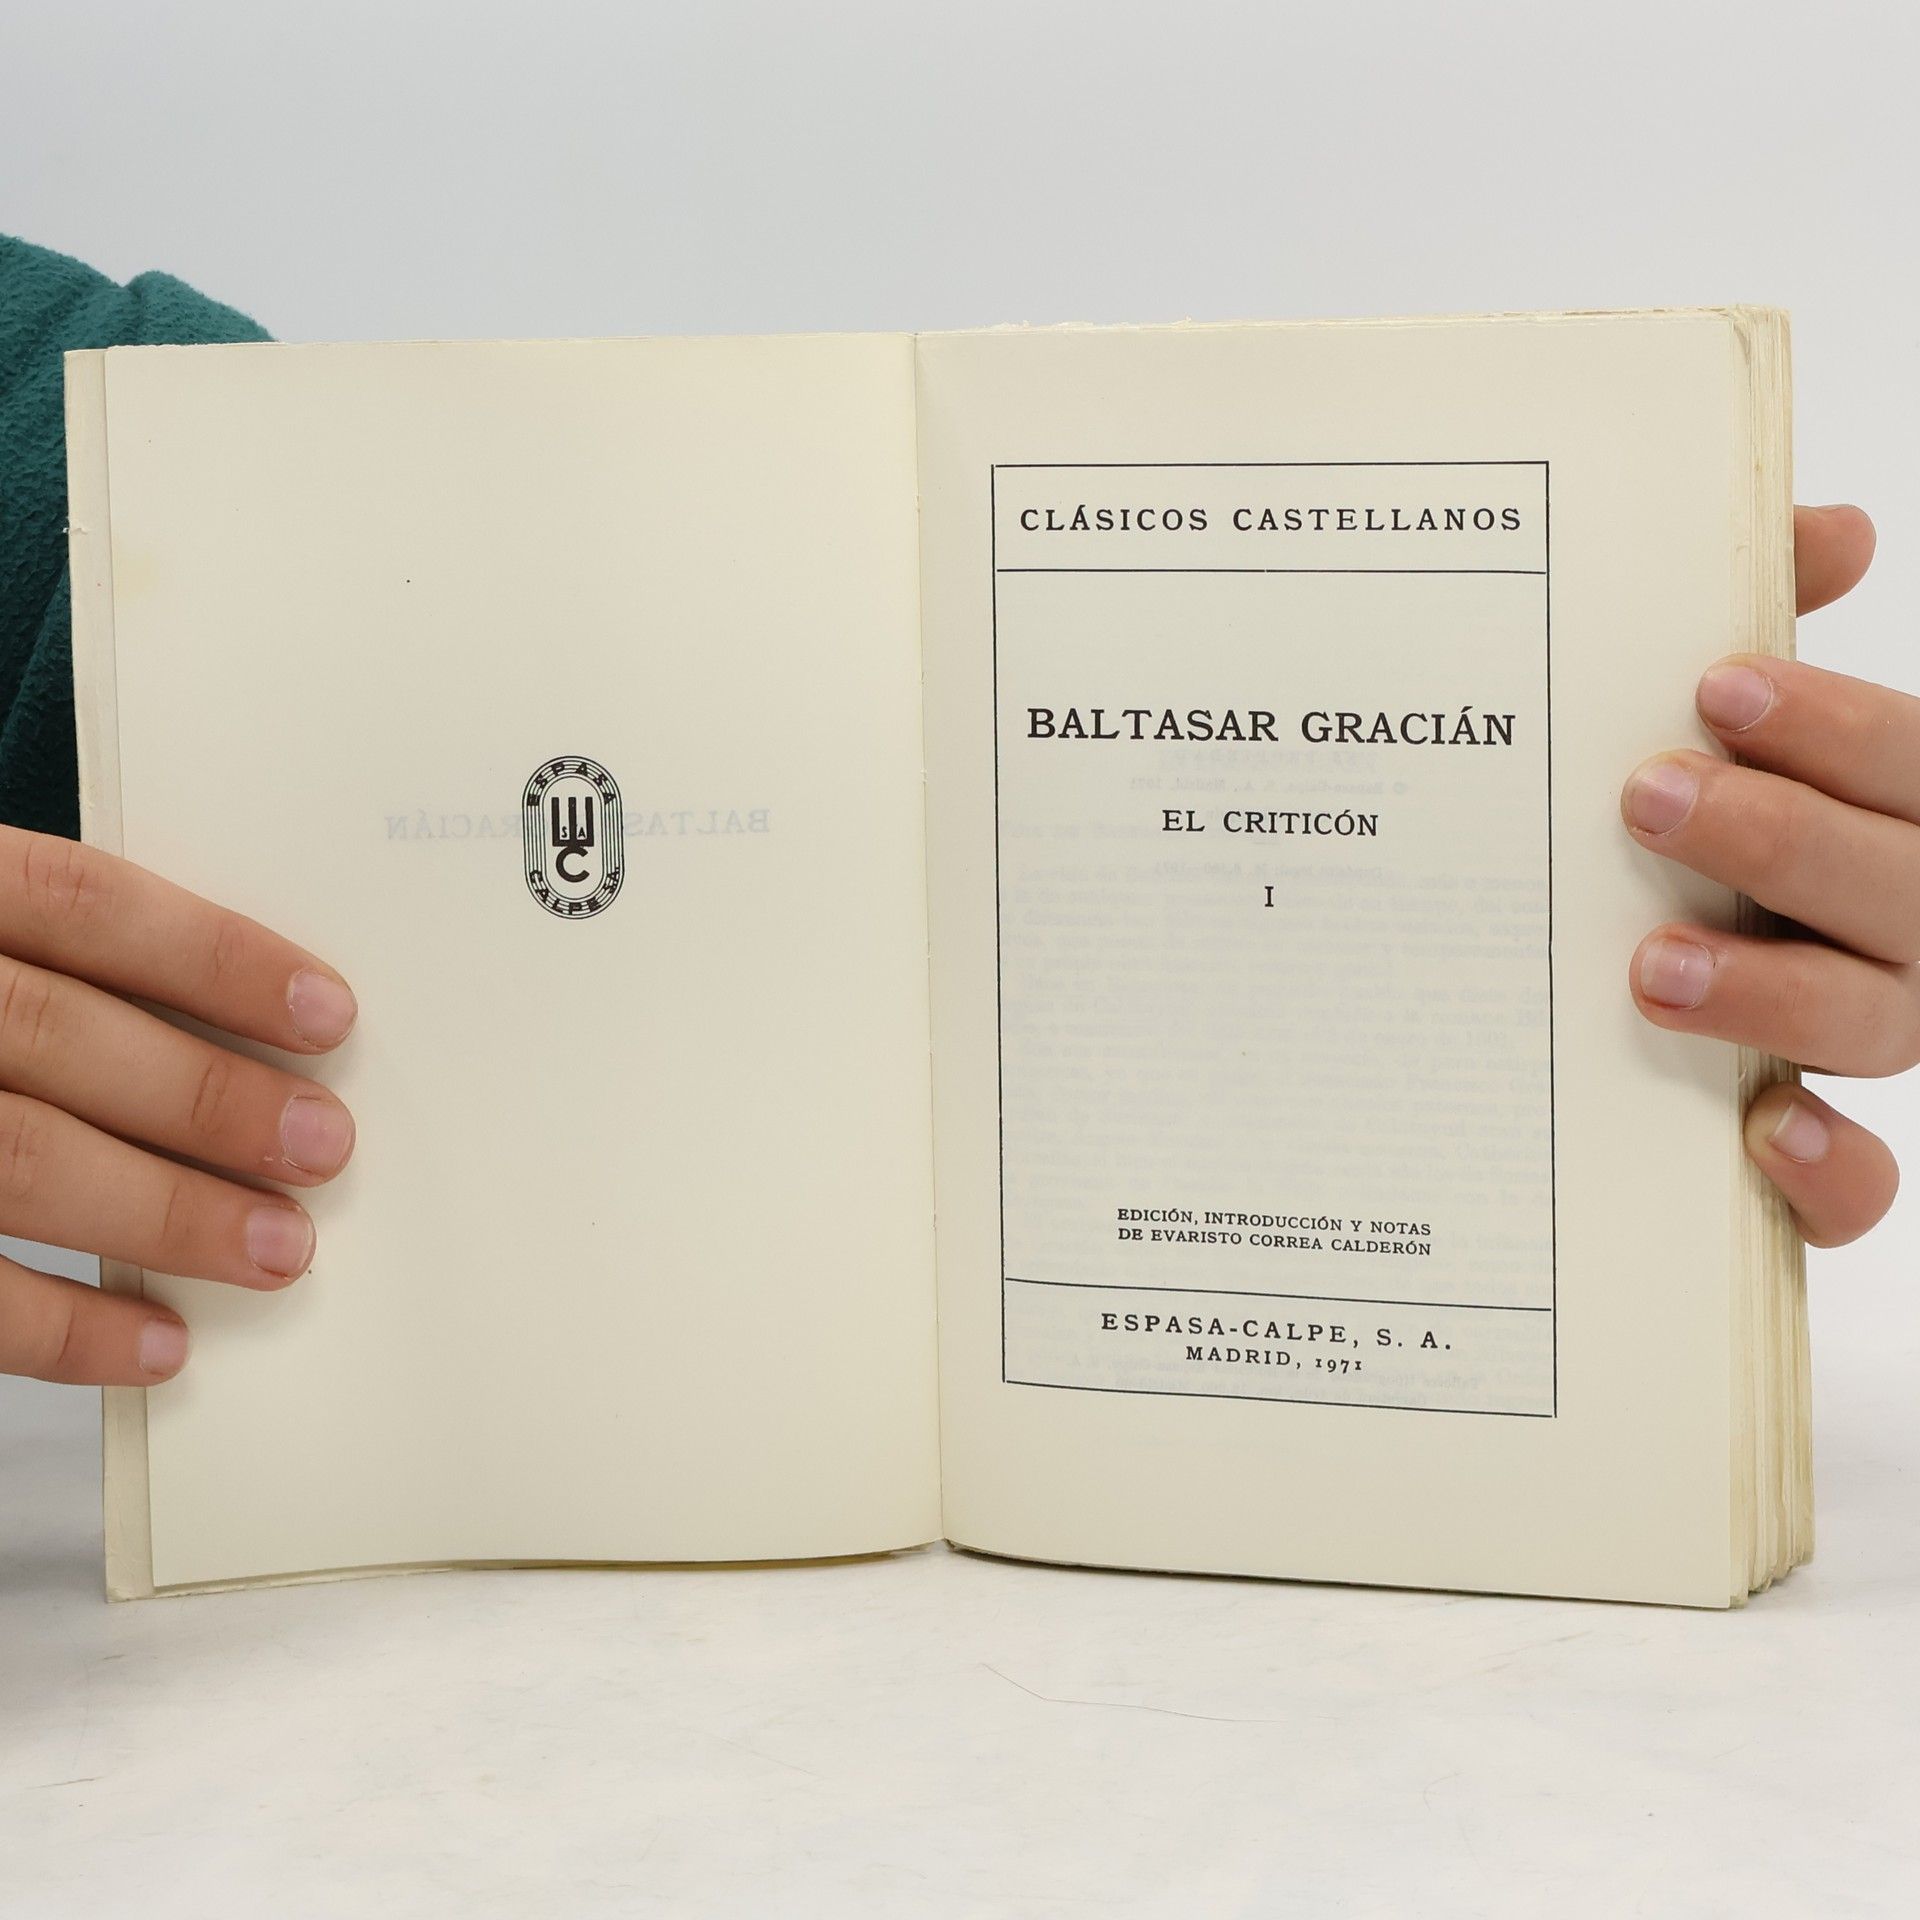 ESPASA
S A
C
CALPE S.A.
CLÁSICOS CASTELLANOS
BALTASAR GRACIÁN
EL CRITICÓN
I
EDICIÓN, INTRODUCCIÓN Y NOTAS
DE EVARISTO CORREA CALDERÓN
ESPASA-CALPE, S. A.
MADRID, 1971